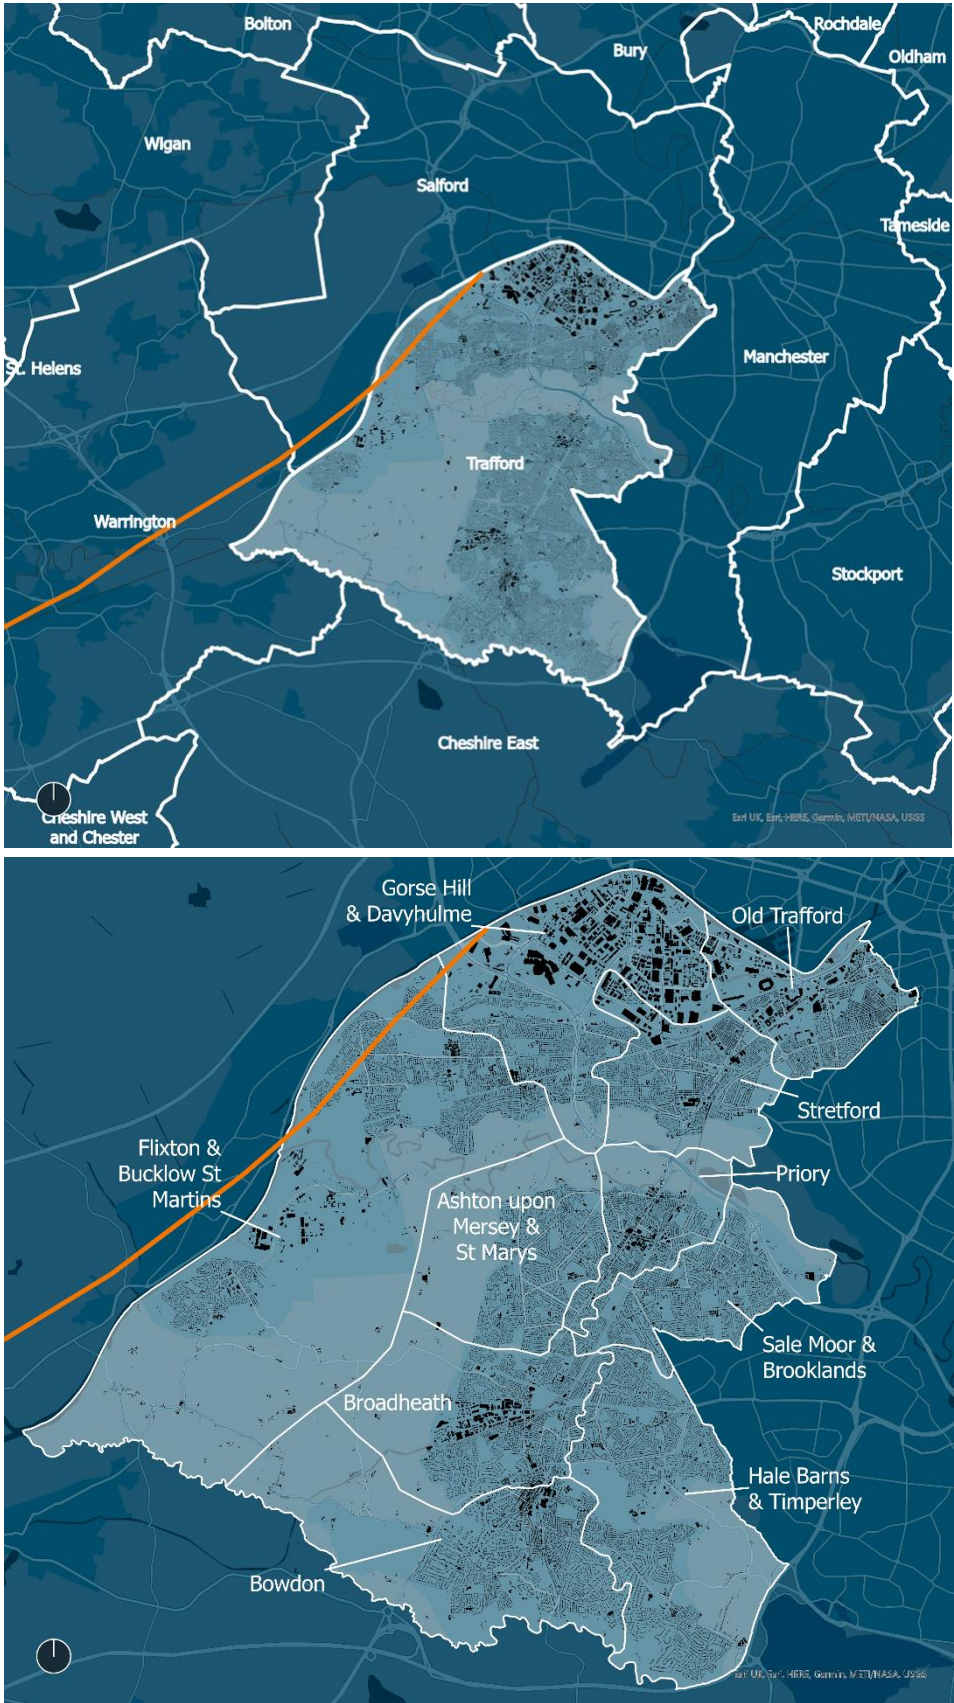 Bolton
Rochdale
Bury
Oldham
Wigan
Salford
Tameside
Manchester
St. Helens
Trafford
Warrington
Stockport
Cheshire East
Cheshire West
and Chester
Esri UK, Esri, HERE, Garmin, METI/NASA, USGS
Gorse Hill
& Davyhulme
Old Trafford
Stretford
Flixton &
Bucklow St
Martins
Priory
Ashton upon
Mersey &
St Marys
Sale Moor &
Brooklands
Broadheath
Hale Barns
& Timperley
Bowdon
Esri UK, Esri, HERE, Garmin, METI/NASA, USGS